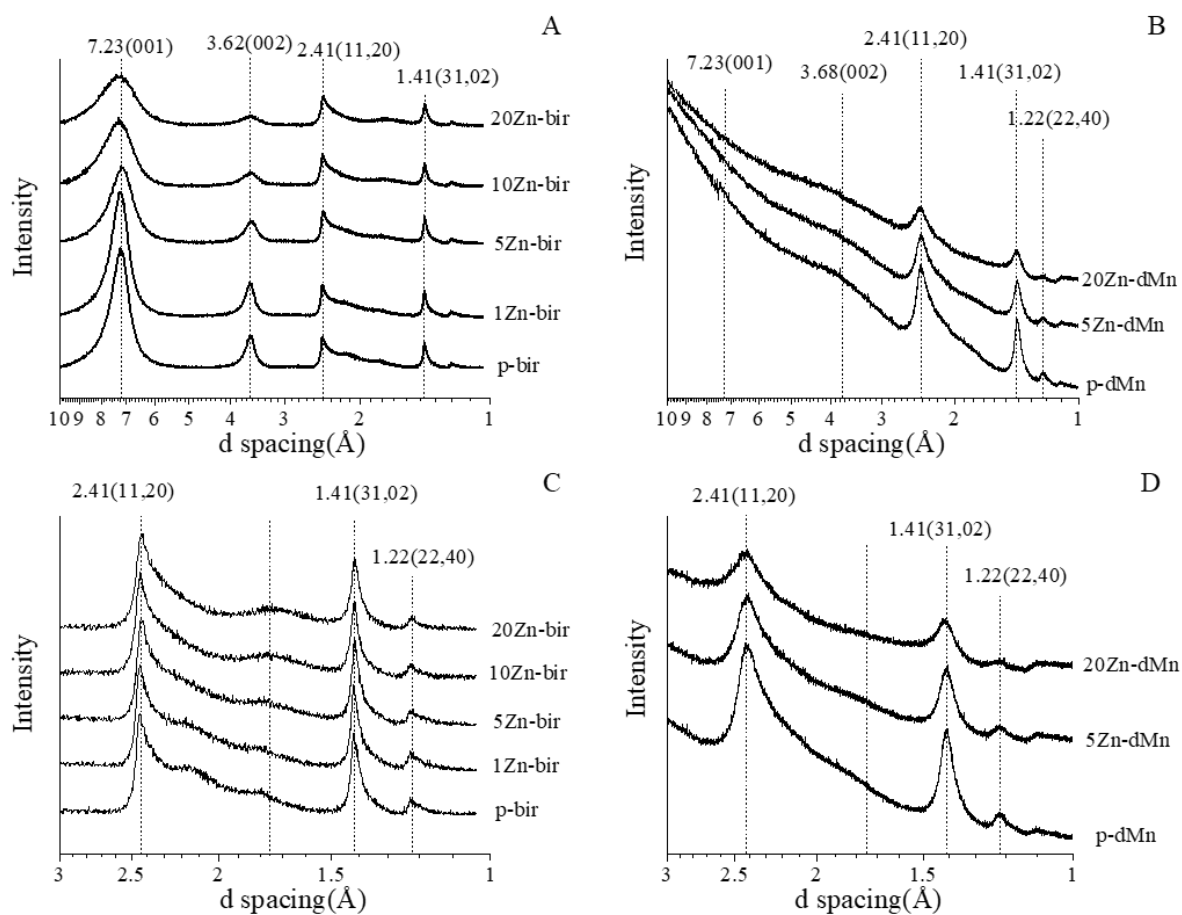 A
7.23(001)
3.62(002)
2.41(11,20)
1.41(31,02)
20Zn-bir
10Zn-bir
5Zn-bir
1Zn-bir
p-bir
Intensity
10 9 8 7 6 5 4 3 2 1
d spacing(Å)
B
2.41(11,20)
7.23(001)
3.68(002)
1.41(31,02)
1.22(22,40)
20Zn-dMn
5Zn-dMn
p-dMn
Intensity
10 9 8 7 6 5 4 3 2 1
d spacing(Å)
C
2.41(11,20)
1.41(31,02)
1.22(22,40)
20Zn-bir
10Zn-bir
5Zn-bir
1Zn-bir
p-bir
Intensity
3 2.5 2 1.5 1
d spacing(Å)
D
2.41(11,20)
1.41(31,02)
1.22(22,40)
20Zn-dMn
5Zn-dMn
p-dMn
Intensity
3 2.5 2 1.5 1
d spacing(Å)